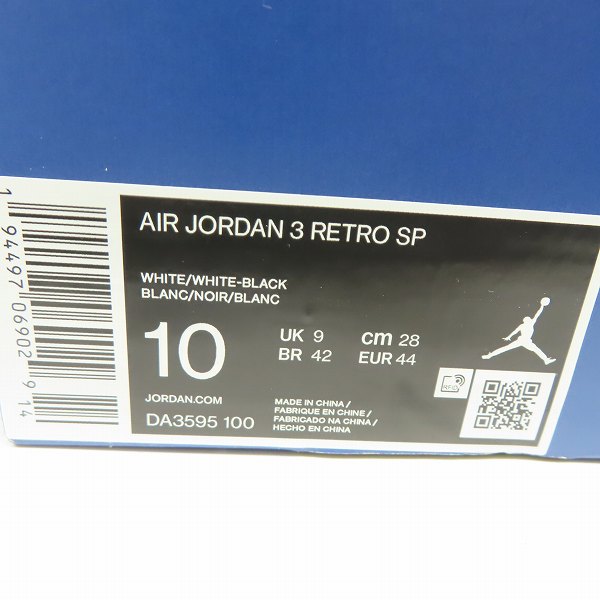 AIR JORDAN 3 RETRO SP
WHITE/WHITE-BLACK
BLANC/NOIR/BLANC
10
UK 9 cm 28
BR 42 EUR 44
JORDAN.COM
DA3595 100
MADE IN CHINA/
FABRIQUE EN CHINE/
FABRICADO NA CHINA/
HECHO EN CHINA
RFID
1 94497 06902 9 14